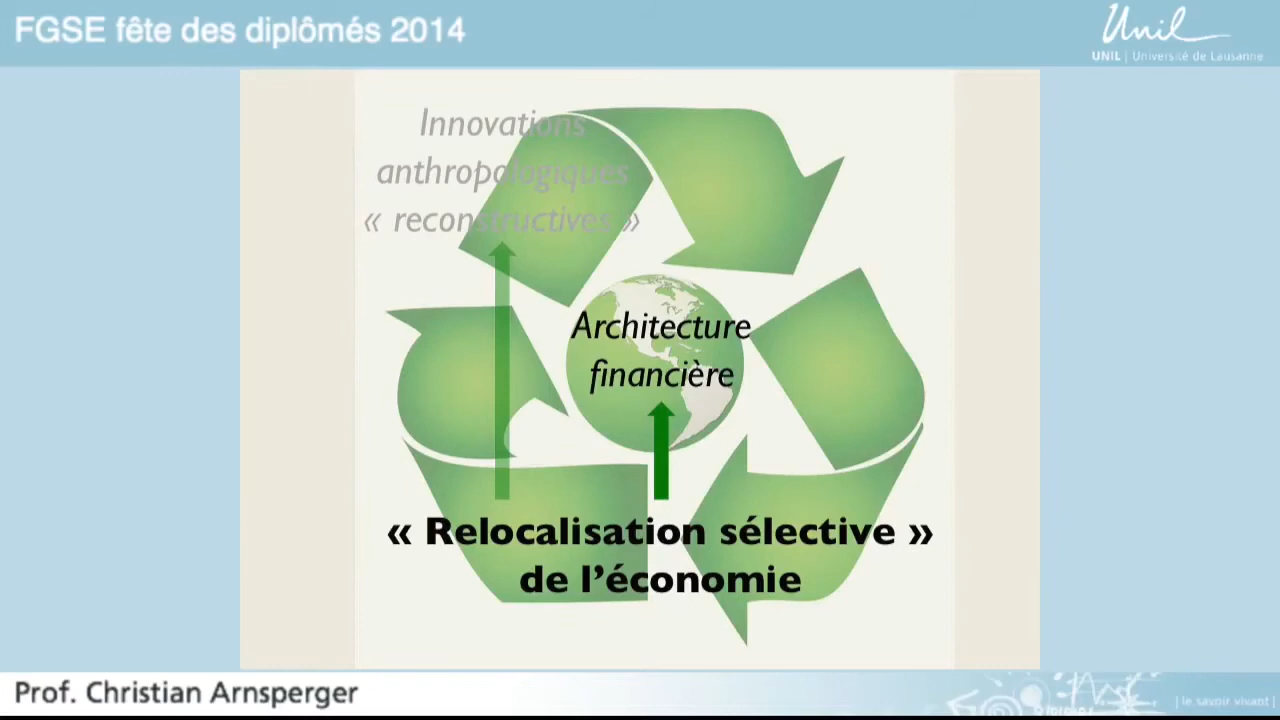 FGSE fête des diplômés 2014
Unil
UNIL | Université de Lausanne
Innovations
anthropologiques
« reconstructives »
Architecture
financière
« Relocalisation sélective »
de l’économie
Prof. Christian Arnsperger
| le savoir vivant |